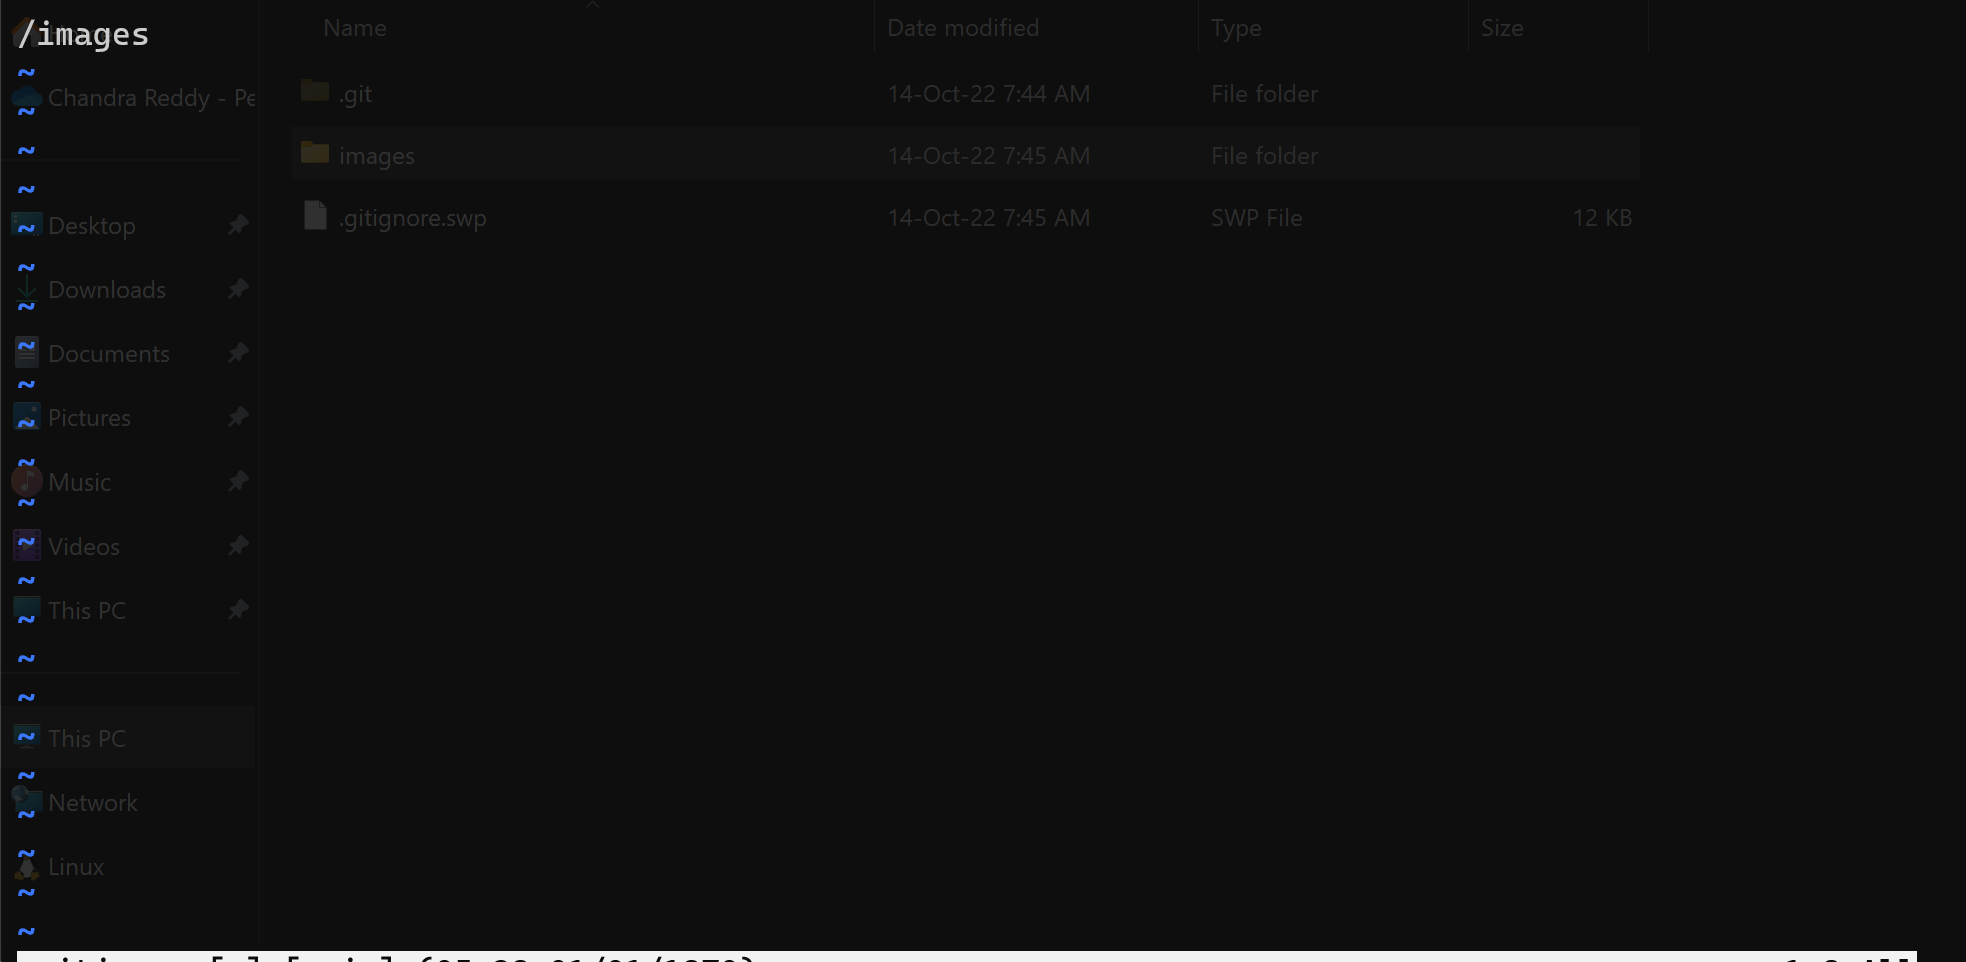 /images
Name Date modified Type Size
~
Chandra Reddy - Pe
.git 14-Oct-22 7:44 AM File folder
~
~
images 14-Oct-22 7:45 AM File folder
~
.gitignore.swp 14-Oct-22 7:45 AM SWP File 12 KB
Desktop
~
~
Downloads
~
~
Documents
~
Pictures
~
~
Music
~
~
Videos
~
This PC
~
~
~
~
This PC
~
Network
~
~
Linux
~
~